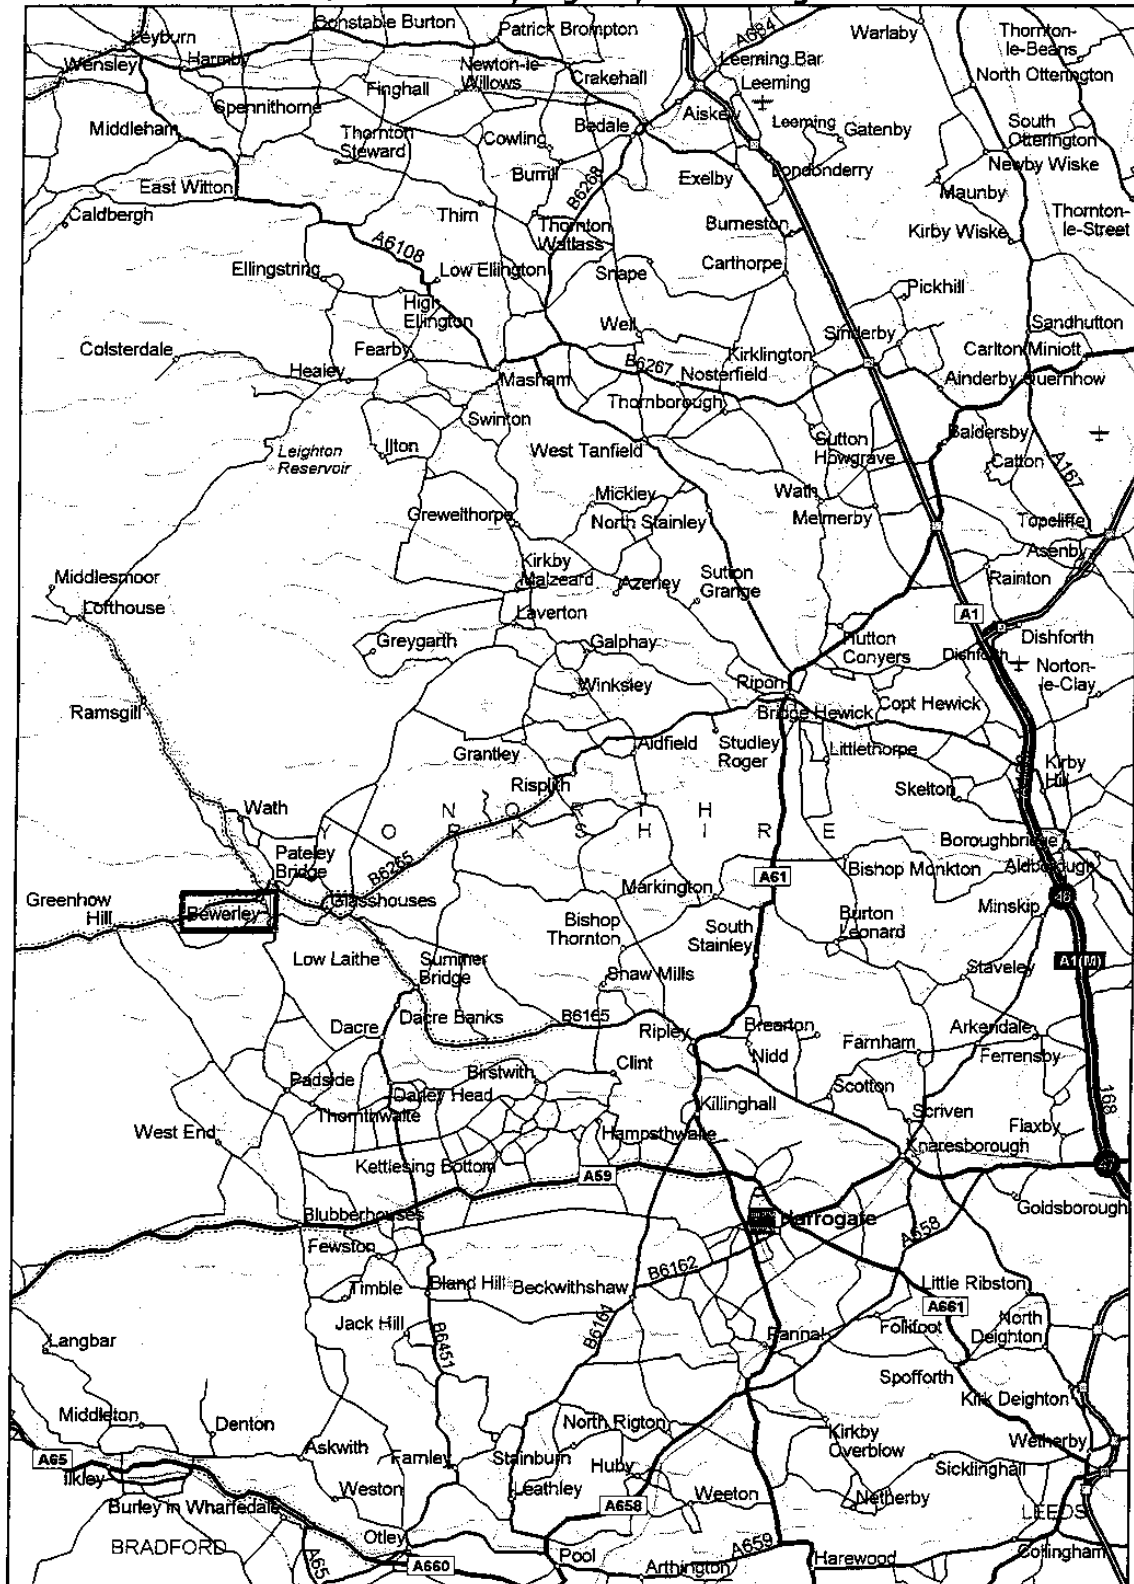 Leyburn
Constable Burton
Patrick Brompton
A684
Warlaby
Thornton-
le-Beans
Wensley
Harmby
Finghall
Newton-le-
Willows
Crakehall
Leeming Bar
Leeming
North Otterington
Spennithorne
Middleham
Thornton
Steward
Cowling
Bedale
Aiskew
Leeming
Gatenby
South
Otterington
Newby Wiske
East Witton
Burrill
Exelby
Londonderry
Maunby
Caldbergh
Thirn
B6268
Thornton
Watlass
Burneston
Kirby Wiske
Thornton-
le-Street
A6108
Ellingstring
Low Ellington
Snape
Carthorpe
Pickhill
High
Ellington
Well
Sinderby
Sandhutton
Colsterdale
Fearby
Kirklington
Carlton Miniott
Healey
Masham
B6267
Nosterfield
Ainderby Quernhow
Swinton
Thornborough
Leighton
Reservoir
Ilton
West Tanfield
Sutton
Howgrave
Baldersby
Catton
A167
Mickley
Wath
Grewelthorpe
North Stainley
Melmerby
Topcliffe
Asenby
Middlesmoor
Kirkby
Malzeard
Azerley
Sutton
Grange
Rainton
Lofthouse
Laverton
A1
Greygarth
Galphay
Hutton
Conyers
Dishforth
Dishforth
Winksley
Ripon
Norton-
le-Clay
Ramsgill
Bridge Hewick
Copt Hewick
Grantley
Aldfield
Studley
Roger
Littlethorpe
Kirby
Hill
Risplith
Skelton
Wath
NORTH
YORKSHIRE
Pateley
Bridge
B6265
Boroughbridge
Bishop Monkton
Aldborough
Greenhow
Hill
Bewerley
Glasshouses
Markington
A61
Minskip
48
Bishop
Thornton
South
Stainley
Burton
Leonard
Low Laithe
Summer
Bridge
Shaw Mills
Staveley
A1(M)
Dacre
Dacre Banks
B6165
Ripley
Brearton
Arkendale
Nidd
Farnham
Ferrensby
Padside
Birstwith
Clint
Darley Head
Scotton
Thornthwaite
Killinghall
Scriven
168
West End
Hampsthwaite
Flaxby
Knaresborough
Kettlesing Bottom
A59
47
Goldsborough
Blubberhouses
Harrogate
Fewston
A658
Timble
Bland Hill
Beckwithshaw
B6162
Little Ribston
A661
Jack Hill
B6451
B6161
Pannal
Follifoot
North
Deighton
Langbar
Spofforth
Kirk Deighton
Middleton
Denton
North Rigton
Kirkby
Overblow
Wetherby
A65
Askwith
Farnley
Stainburn
Huby
Sicklinghall
Ilkley
Weston
Leathley
A658
Weeton
Netherby
Burley in Wharfedale
LEEDS
BRADFORD
Otley
A65
A660
Pool
Arthington
A659
Harewood
Collingham